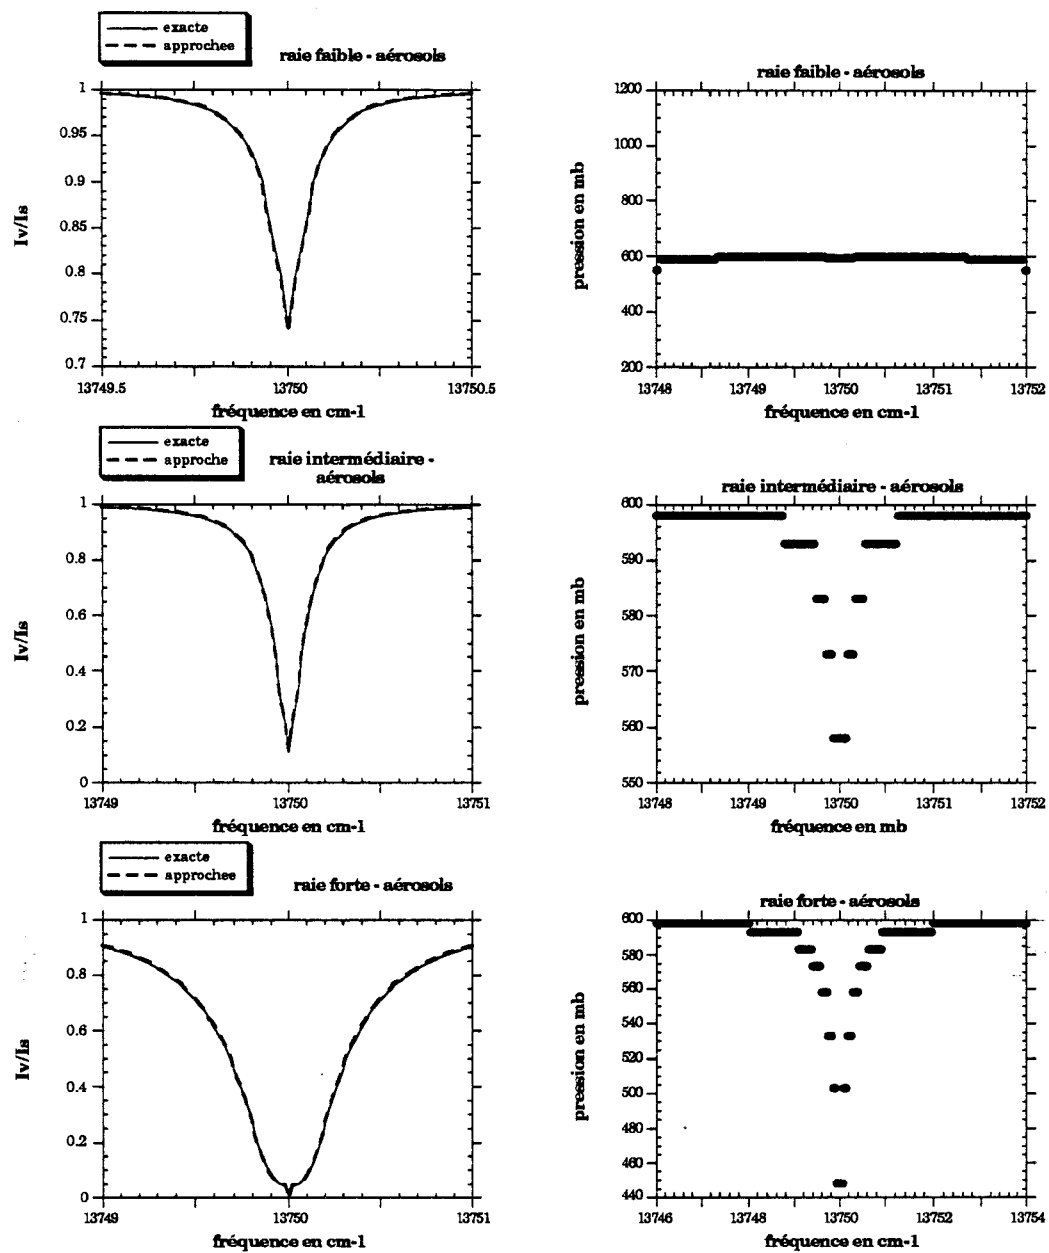 exacte
approchee
raie faible - aérosols
1
0.95
0.9
0.85
0.8
0.75
0.7
Iv/Is
13749.5 13750 13750.5
fréquence en cm-1
raie faible - aérosols
1200
1000
800
600
400
200
pression en mb
13748 13749 13750 13751 13752
fréquence en cm-1
exacte
approche
raie intermédiaire -
aérosols
1
0.8
0.6
0.4
0.2
0
Iv/Is
13749 13750 13751
fréquence en cm-1
raie intermédiaire - aérosols
600
590
580
570
560
550
pression en mb
13748 13749 13750 13751 13752
fréquence en mb
exacte
approchee
raie forte - aérosols
1
0.8
0.6
0.4
0.2
0
Iv/Is
13749 13750 13751
fréquence en cm-1
raie forte - aérosols
600
580
560
540
520
500
480
460
440
pression en mb
13746 13748 13750 13752 13754
fréquence en cm-1